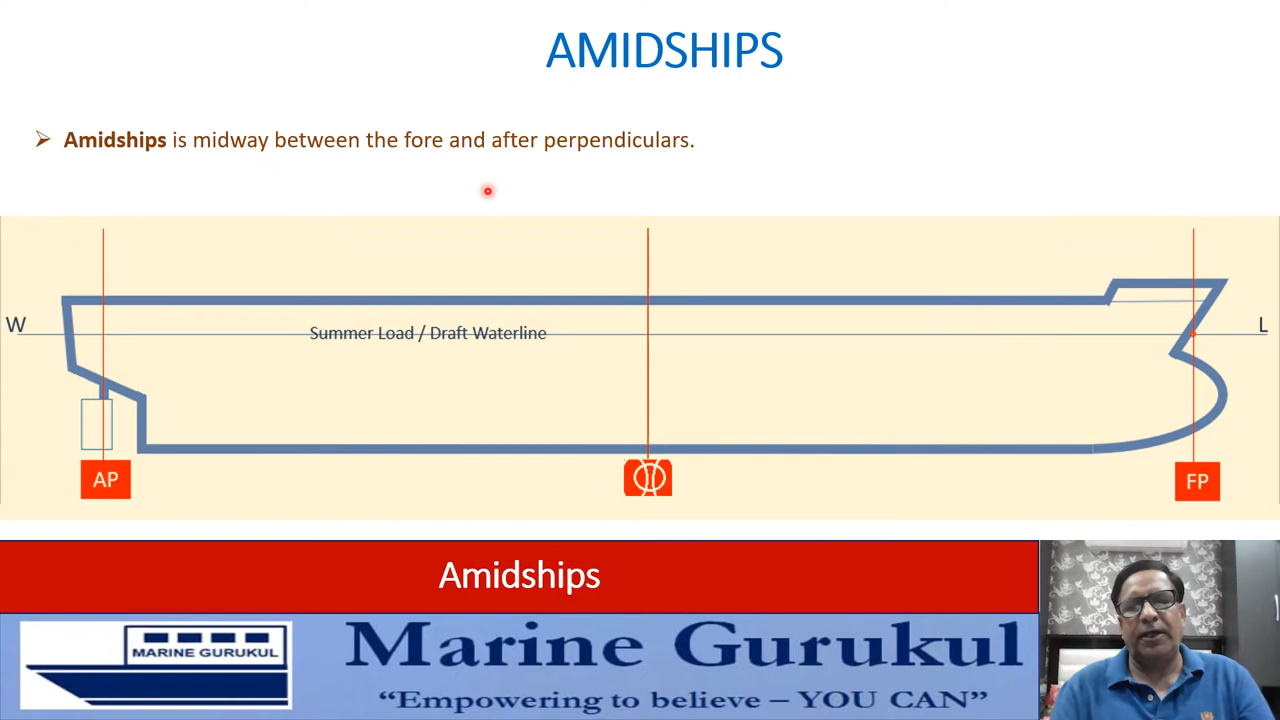 AMIDSHIPS
Amidships is midway between the fore and after perpendiculars.
W
Summer Load / Draft Waterline
L
AP
FP
Amidships
MARINE GURUKUL
Marine Gurukul
“Empowering to believe – YOU CAN”